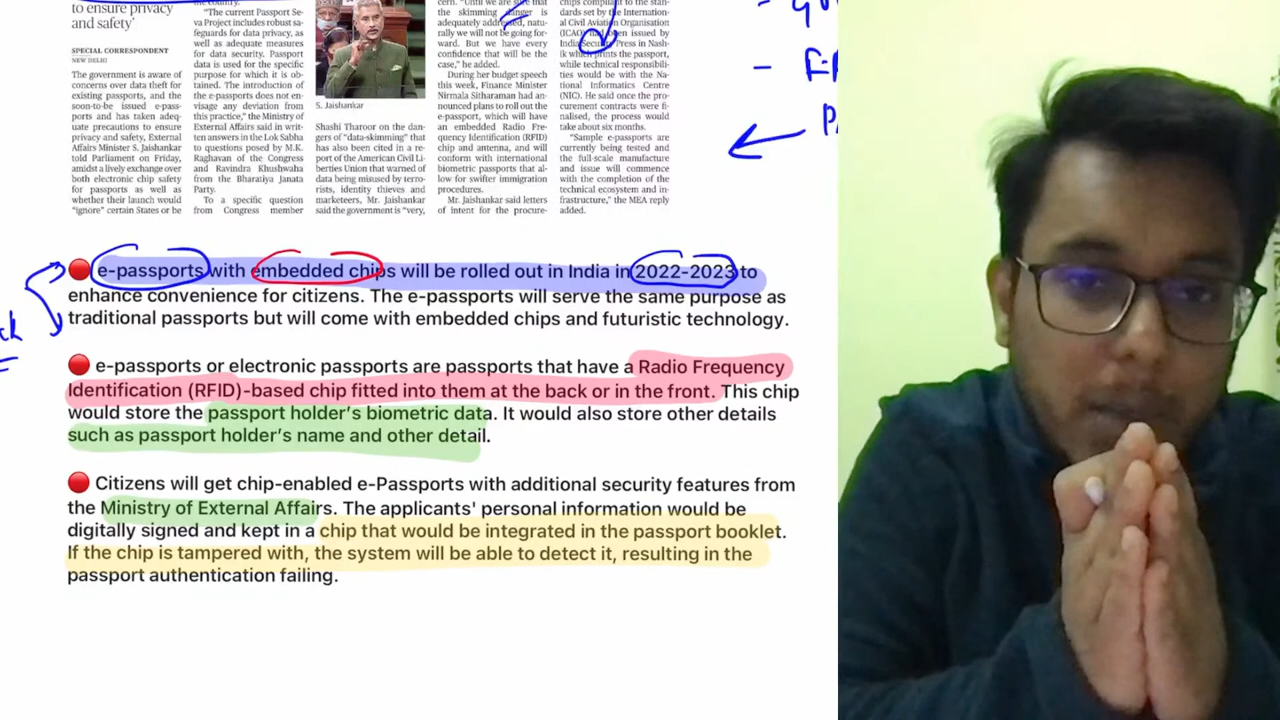 to ensure privacy
and safety'
SPECIAL CORRESPONDENT
NEW DELHI
The government is aware of
concerns over data theft for
existing passports, and the
soon-to-be issued e-pass-
ports and has taken adeq-
uate precautions to ensure
privacy and safety, External
Affairs Minister S. Jaishankar
told Parliament on Friday,
amidst a lively exchange over
both electronic chip safety
for passports as well as
whether their launch would
"ignore" certain States or be
"The current Passport Se-
va Project includes robust sa-
feguards for data privacy, as
well as adequate measures
for data security. Passport
data is used for the specific
purpose for which it is ob-
tained. The introduction of
the e-passports does not en-
visage any deviation from
this practice," the Ministry of
External Affairs said in writ-
ten answers in the Lok Sabha
to questions posed by M.K.
Raghavan of the Congress
and Ravindra Khushwaha
from the Bharatiya Janata
Party.
To a specific question
from Congress member
S. Jaishankar
Shashi Tharoor on the dan-
gers of "data-skimming" that
has also been cited in a re-
port of the American Civil Li-
berties Union that warned of
data being misused by terro-
rists, identity thieves and
marketeers, Mr. Jaishankar
said the government is "very,
cern. "Until we are sure that
the skimming danger is
adequately addressed, natu-
rally we will not be going for-
ward. But we have every
confidence that will be the
case," he added.
During her budget speech
this week, Finance Minister
Nirmala Sitharaman had an-
nounced plans to roll out the
e-passport, which will have
an embedded Radio Fre-
quency Identification (RFID)
chip and antenna, and will
conform with international
biometric passports that al-
low for swifter immigration
procedures.
Mr. Jaishankar said letters
of intent for the procure-
chips compliant to the stan-
dards set by the Internation-
al Civil Aviation Organisation
(ICAO) had been issued by
India Security Press in Nash-
ik which prints the passport,
while technical responsibili-
ties would be with the Na-
tional Informatics Centre
(NIC). He said once the pro-
curement contracts were fi-
nalised, the process would
take about six months.
"Sample e-passports are
currently being tested and
the full-scale manufacture
and issue will commence
with the completion of the
technical ecosystem and in-
frastructure," the MEA reply
added.
e-passports with embedded chips will be rolled out in India in 2022-2023 to
enhance convenience for citizens. The e-passports will serve the same purpose as
traditional passports but will come with embedded chips and futuristic technology.
e-passports or electronic passports are passports that have a Radio Frequency
Identification (RFID)-based chip fitted into them at the back or in the front. This chip
would store the passport holder's biometric data. It would also store other details
such as passport holder's name and other detail.
Citizens will get chip-enabled e-Passports with additional security features from
the Ministry of External Affairs. The applicants' personal information would be
digitally signed and kept in a chip that would be integrated in the passport booklet.
If the chip is tampered with, the system will be able to detect it, resulting in the
passport authentication failing.